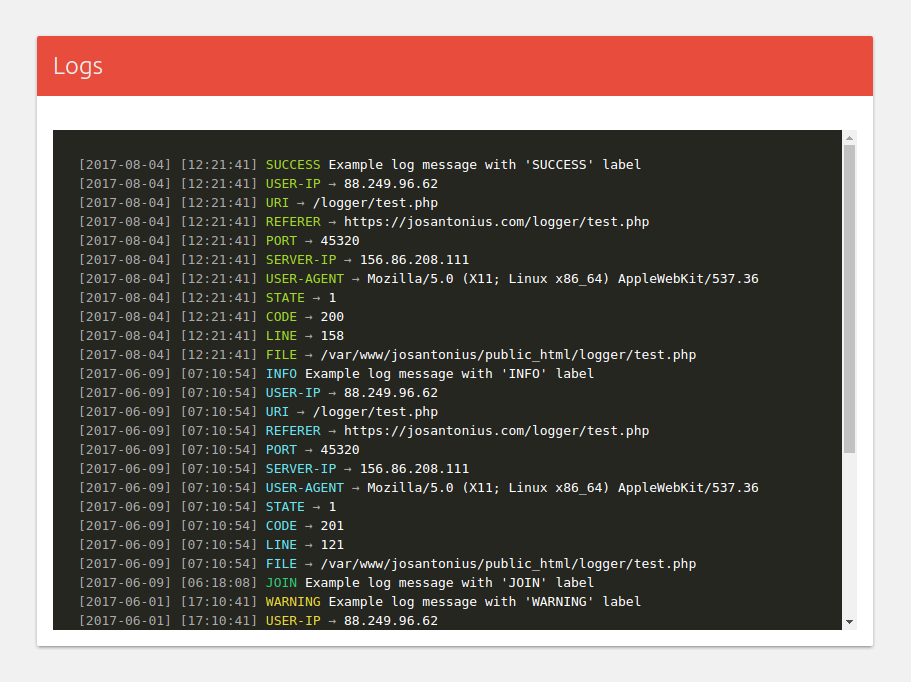 Logs
[2017-08-04] [12:21:41] SUCCESS Example log message with 'SUCCESS' label
[2017-08-04] [12:21:41] USER-IP → 88.249.96.62
[2017-08-04] [12:21:41] URI → /logger/test.php
[2017-08-04] [12:21:41] REFERER → https://josantonius.com/logger/test.php
[2017-08-04] [12:21:41] PORT → 45320
[2017-08-04] [12:21:41] SERVER-IP → 156.86.208.111
[2017-08-04] [12:21:41] USER-AGENT → Mozilla/5.0 (X11; Linux x86_64) AppleWebKit/537.36
[2017-08-04] [12:21:41] STATE → 1
[2017-08-04] [12:21:41] CODE → 200
[2017-08-04] [12:21:41] LINE → 158
[2017-08-04] [12:21:41] FILE → /var/www/josantonius/public_html/logger/test.php
[2017-06-09] [07:10:54] INFO Example log message with 'INFO' label
[2017-06-09] [07:10:54] USER-IP → 88.249.96.62
[2017-06-09] [07:10:54] URI → /logger/test.php
[2017-06-09] [07:10:54] REFERER → https://josantonius.com/logger/test.php
[2017-06-09] [07:10:54] PORT → 45320
[2017-06-09] [07:10:54] SERVER-IP → 156.86.208.111
[2017-06-09] [07:10:54] USER-AGENT → Mozilla/5.0 (X11; Linux x86_64) AppleWebKit/537.36
[2017-06-09] [07:10:54] STATE → 1
[2017-06-09] [07:10:54] CODE → 201
[2017-06-09] [07:10:54] LINE → 121
[2017-06-09] [07:10:54] FILE → /var/www/josantonius/public_html/logger/test.php
[2017-06-09] [06:18:08] JOIN Example log message with 'JOIN' label
[2017-06-01] [17:10:41] WARNING Example log message with 'WARNING' label
[2017-06-01] [17:10:41] USER-IP → 88.249.96.62